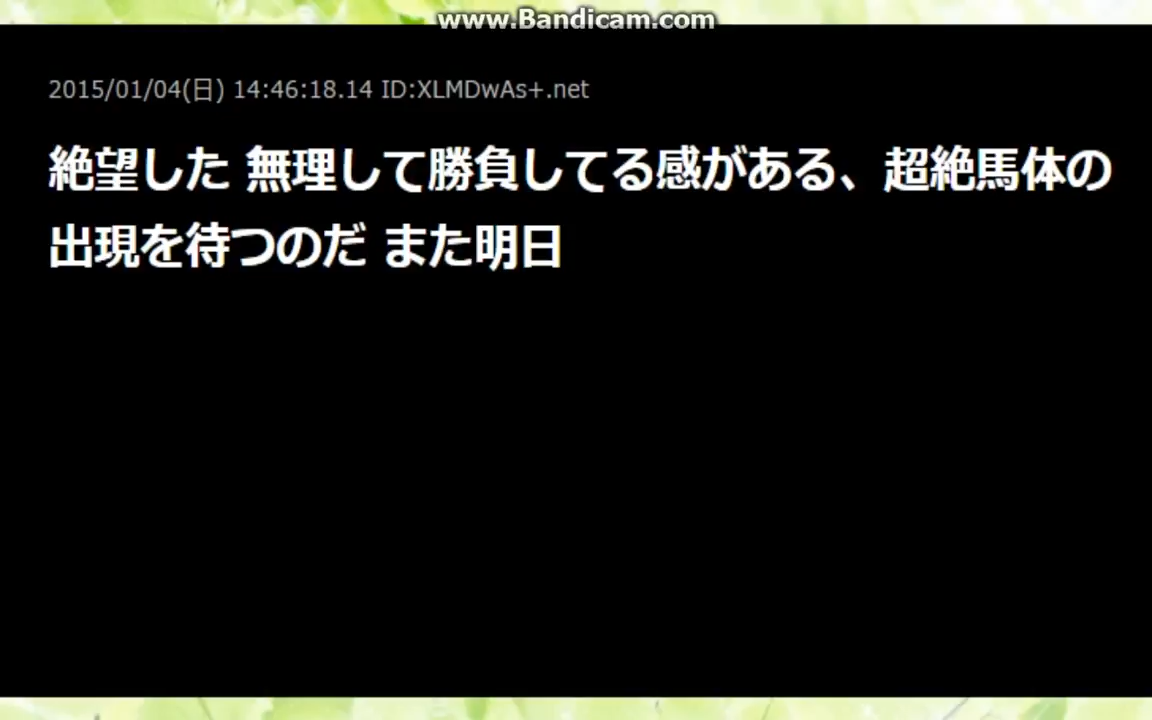 www.Bandicam.com
2015/01/04(日) 14:46:18.14 ID:XLMDwAs+.net
絶望した 無理して勝負してる感がある、超絶馬体の
出現を待つのだ また明日